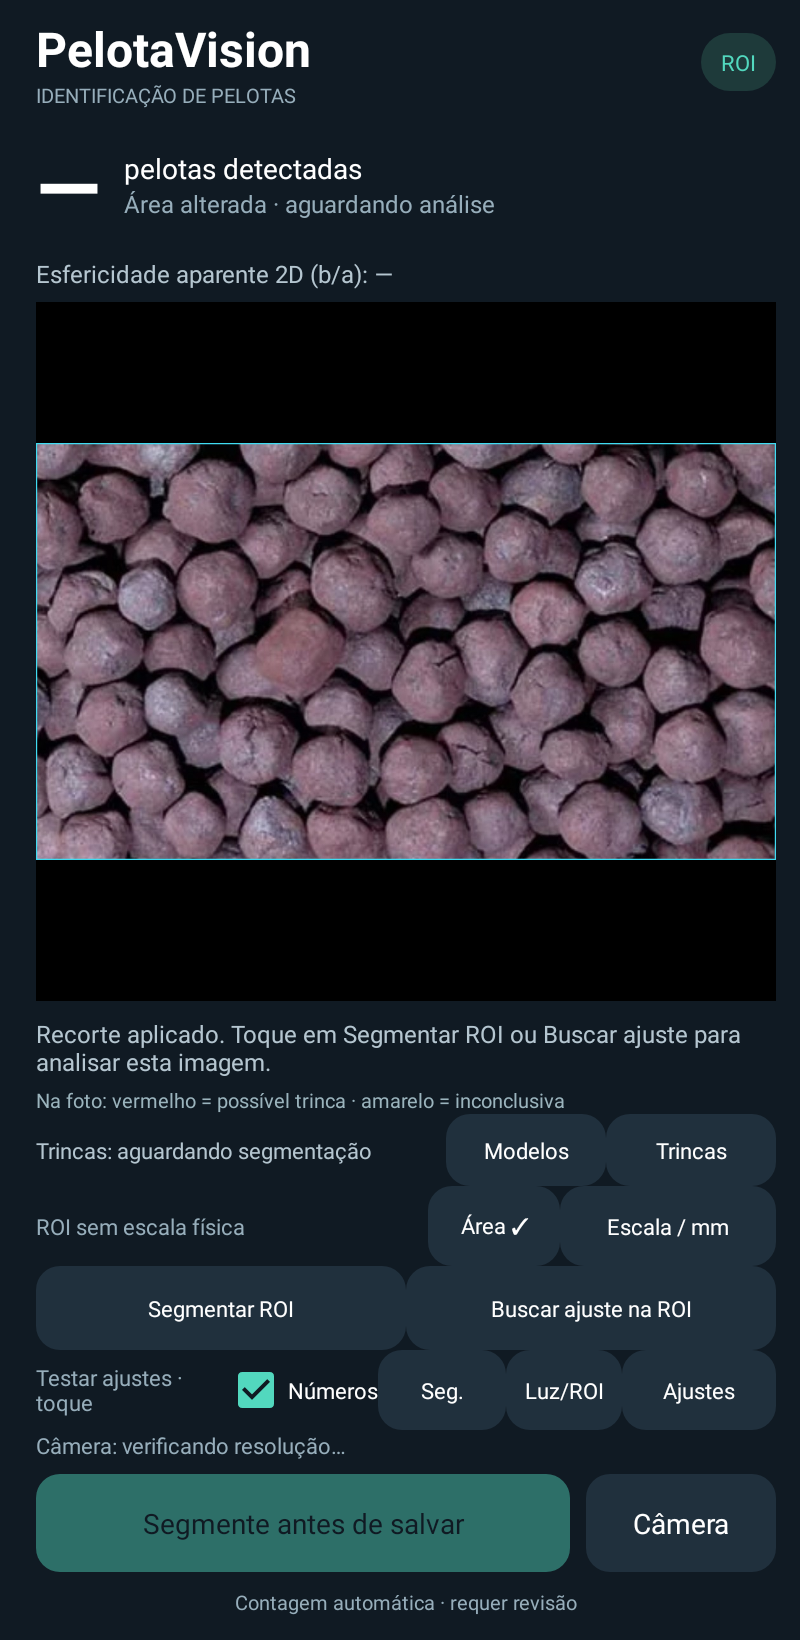 PelotaVision
ROI
IDENTIFICAÇÃO DE PELOTAS
pelotas detectadas
Área alterada · aguardando análise
Esfericidade aparente 2D (b/a): —
Recorte aplicado. Toque em Segmentar ROI ou Buscar ajuste para
analisar esta imagem.
Na foto: vermelho = possível trinca · amarelo = inconclusiva
Trincas: aguardando segmentação
Modelos
Trincas
ROI sem escala física
Área ✓
Escala / mm
Segmentar ROI
Buscar ajuste na ROI
Testar ajustes ·
toque
Números
Seg.
Luz/ROI
Ajustes
Câmera: verificando resolução...
Segmente antes de salvar
Câmera
Contagem automática · requer revisão